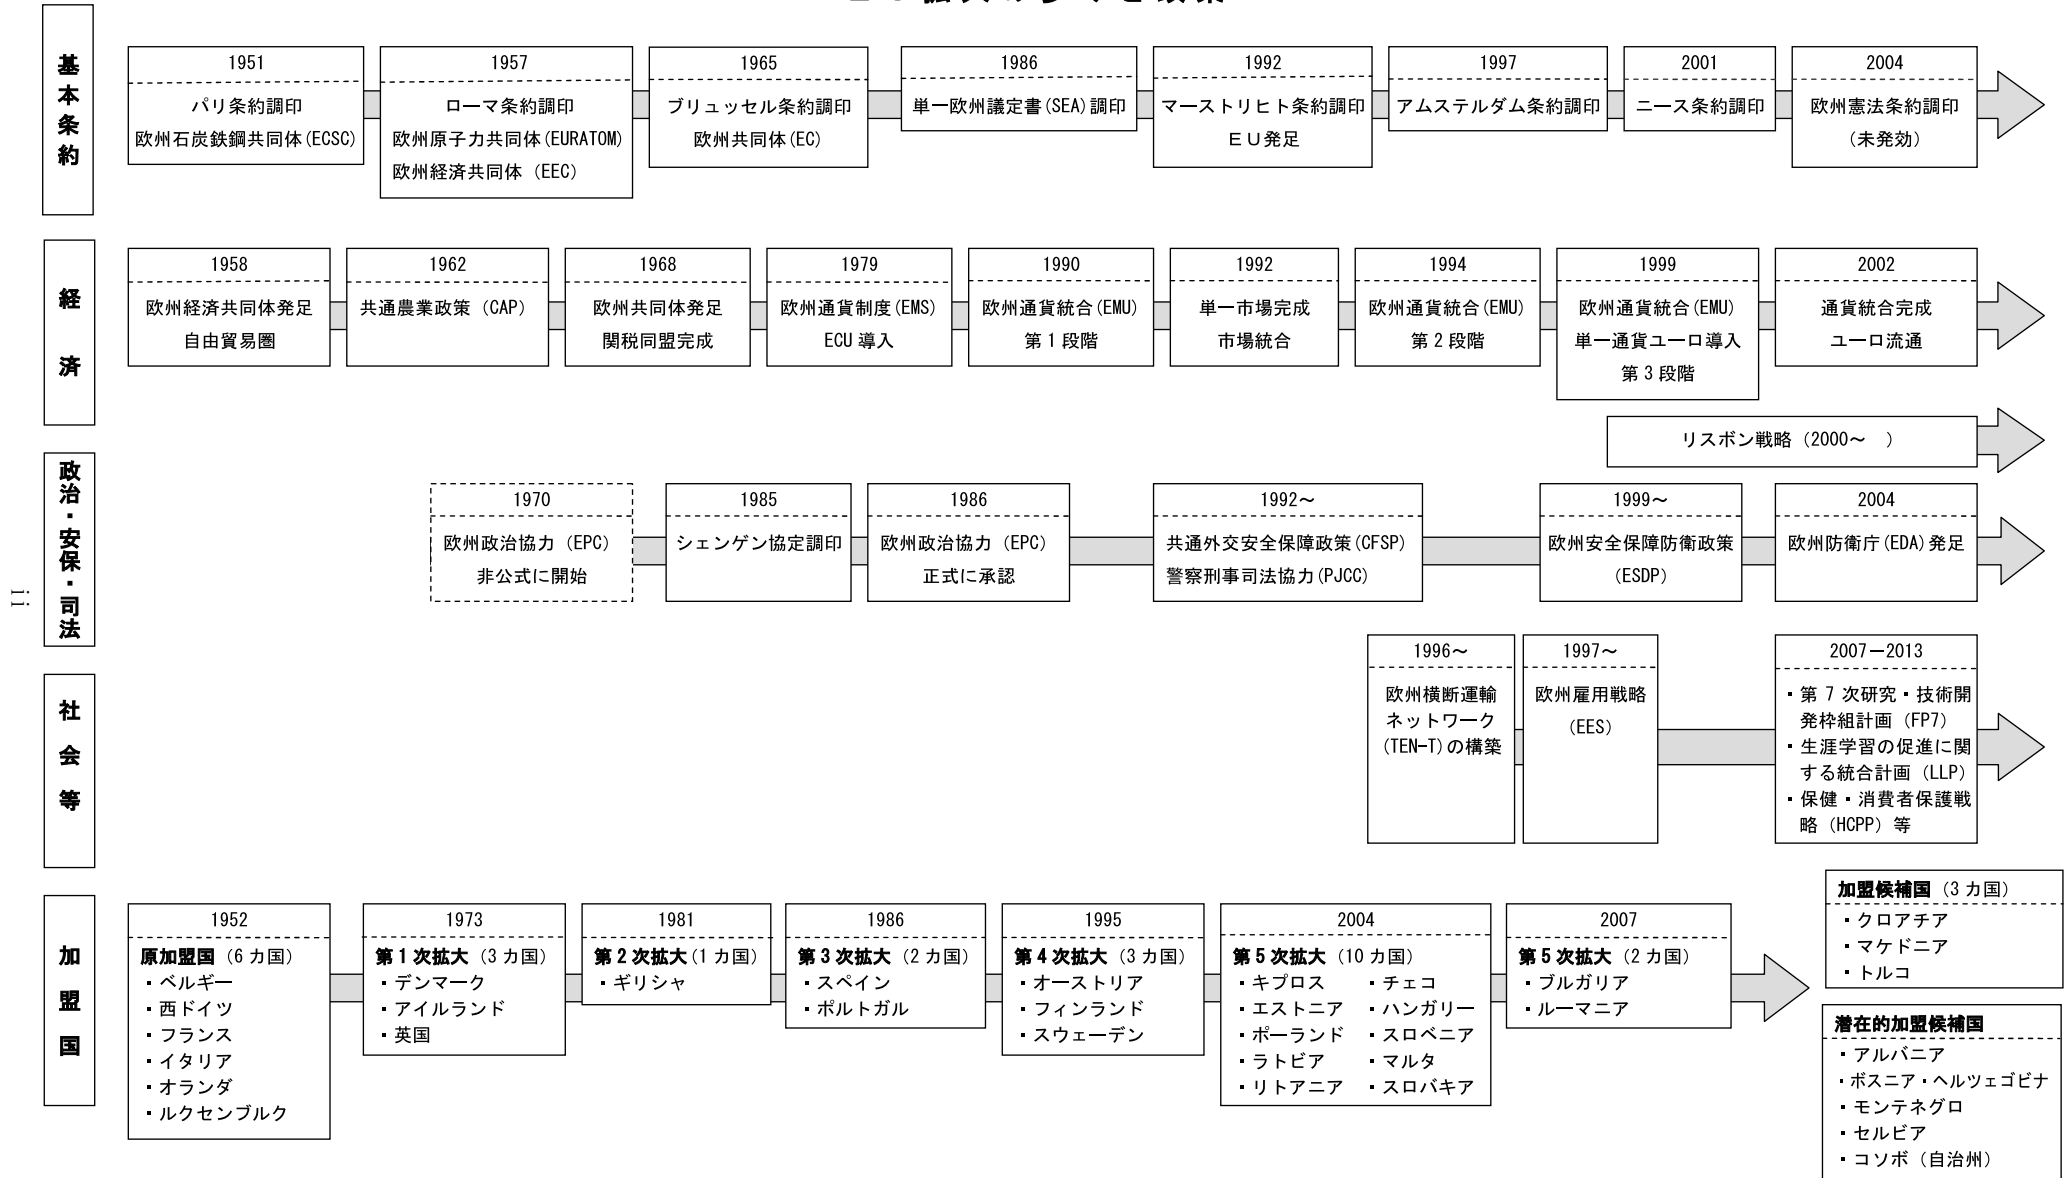 基本条約
1951
パリ条約調印
欧州石炭鉄鋼共同体(ECSC)
1957
ローマ条約調印
欧州原子力共同体(EURATOM)
欧州経済共同体(EEC)
1965
ブリュッセル条約調印
欧州共同体(EC)
1986
単一欧州議定書(SEA)調印
1992
マーストリヒト条約調印
EU発足
1997
アムステルダム条約調印
2001
ニース条約調印
2004
欧州憲法条約調印
(未発効)
経済
1958
欧州経済共同体発足
自由貿易圏
1962
共通農業政策(CAP)
1968
欧州共同体発足
関税同盟完成
1979
欧州通貨制度(EMS)
ECU 導入
1990
欧州通貨統合(EMU)
第1段階
1992
単一市場完成
市場統合
1994
欧州通貨統合(EMU)
第2段階
1999
欧州通貨統合(EMU)
単一通貨ユーロ導入
第3段階
2002
通貨統合完成
ユーロ流通
リスボン戦略(2000～ )
政治・安保・司法
1970
欧州政治協力(EPC)
非公式に開始
1985
シェンゲン協定調印
1986
欧州政治協力(EPC)
正式に承認
1992～
共通外交安全保障政策(CFSP)
警察刑事司法協力(PJCC)
1999～
欧州安全保障防衛政策
(ESDP)
2004
欧州防衛庁(EDA)発足
ii
社会等
1996～
欧州横断運輸
ネットワーク
(TEN-T)の構築
1997～
欧州雇用戦略
(EES)
2007－2013
・第7次研究・技術開
発枠組計画(FP7)
・生涯学習の促進に関
する統合計画(LLP)
・保健・消費者保護戦
略(HCPP)等
加盟国
1952
原加盟国(6カ国)
・ベルギー
・西ドイツ
・フランス
・イタリア
・オランダ
・ルクセンブルク
1973
第1次拡大(3カ国)
・デンマーク
・アイルランド
・英国
1981
第2次拡大(1カ国)
・ギリシャ
1986
第3次拡大(2カ国)
・スペイン
・ポルトガル
1995
第4次拡大(3カ国)
・オーストリア
・フィンランド
・スウェーデン
2004
第5次拡大(10カ国)
・キプロス ・チェコ
・エストニア ・ハンガリー
・ポーランド ・スロベニア
・ラトビア ・マルタ
・リトアニア ・スロバキア
2007
第5次拡大(2カ国)
・ブルガリア
・ルーマニア
加盟候補国(3カ国)
・クロアチア
・マケドニア
・トルコ
潜在的加盟候補国
・アルバニア
・ボスニア・ヘルツェゴビナ
・モンテネグロ
・セルビア
・コソボ(自治州)